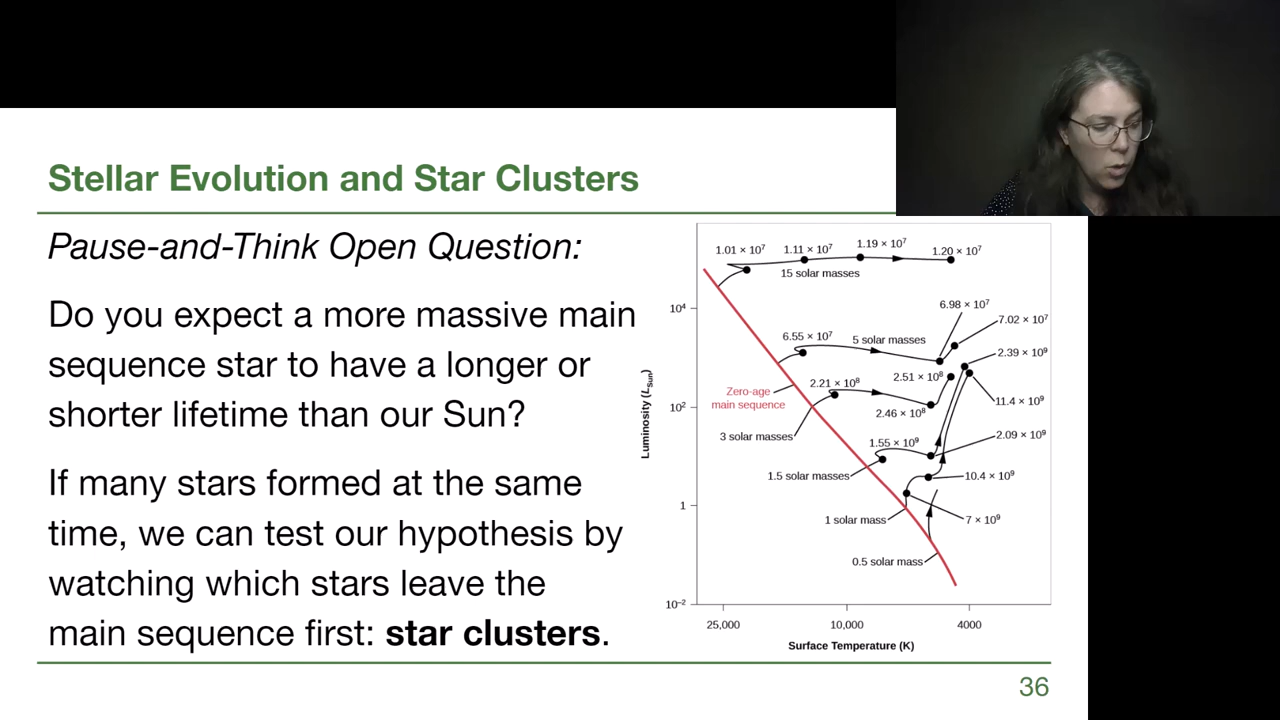 Stellar Evolution and Star Clusters
Pause-and-Think Open Question:
Do you expect a more massive main
sequence star to have a longer or
shorter lifetime than our Sun?
If many stars formed at the same
time, we can test our hypothesis by
watching which stars leave the
main sequence first: star clusters.
1.01 × 10⁷
1.11 × 10⁷
1.19 × 10⁷
1.20 × 10⁷
15 solar masses
10⁴
6.98 × 10⁷
7.02 × 10⁷
6.55 × 10⁷
5 solar masses
2.39 × 10⁹
2.21 × 10⁸
2.51 × 10⁸
Zero-age
main sequence
11.4 × 10⁹
10²
2.46 × 10⁸
3 solar masses
1.55 × 10⁹
2.09 × 10⁹
1.5 solar masses
10.4 × 10⁹
1
1 solar mass
7 × 10⁹
0.5 solar mass
10⁻²
Luminosity (LSun)
25,000
10,000
4000
Surface Temperature (K)
36